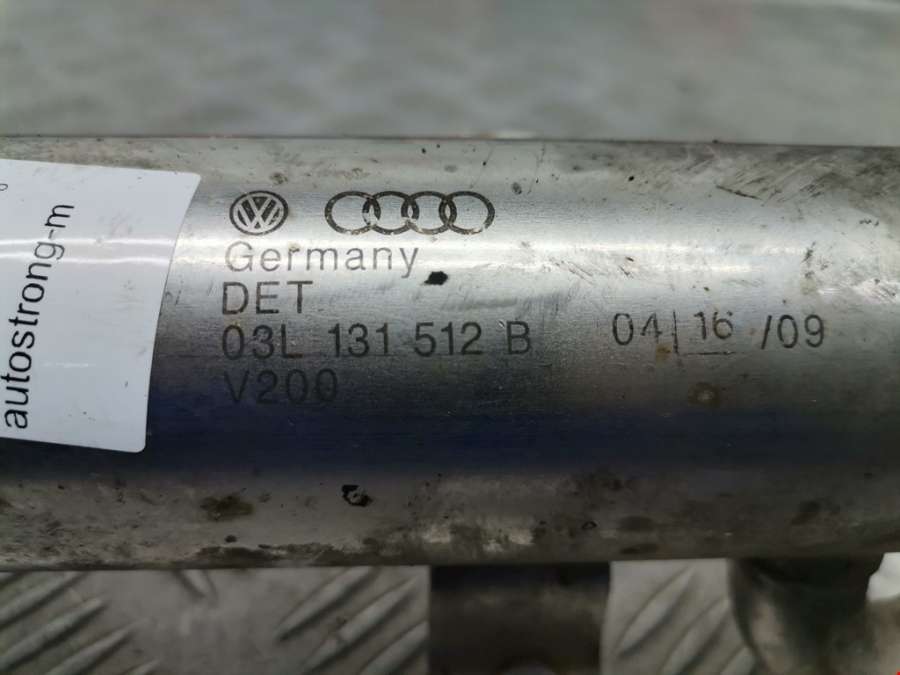 autostrong-m
Germany
DET
03L 131 512 B 04|16 /09
V200